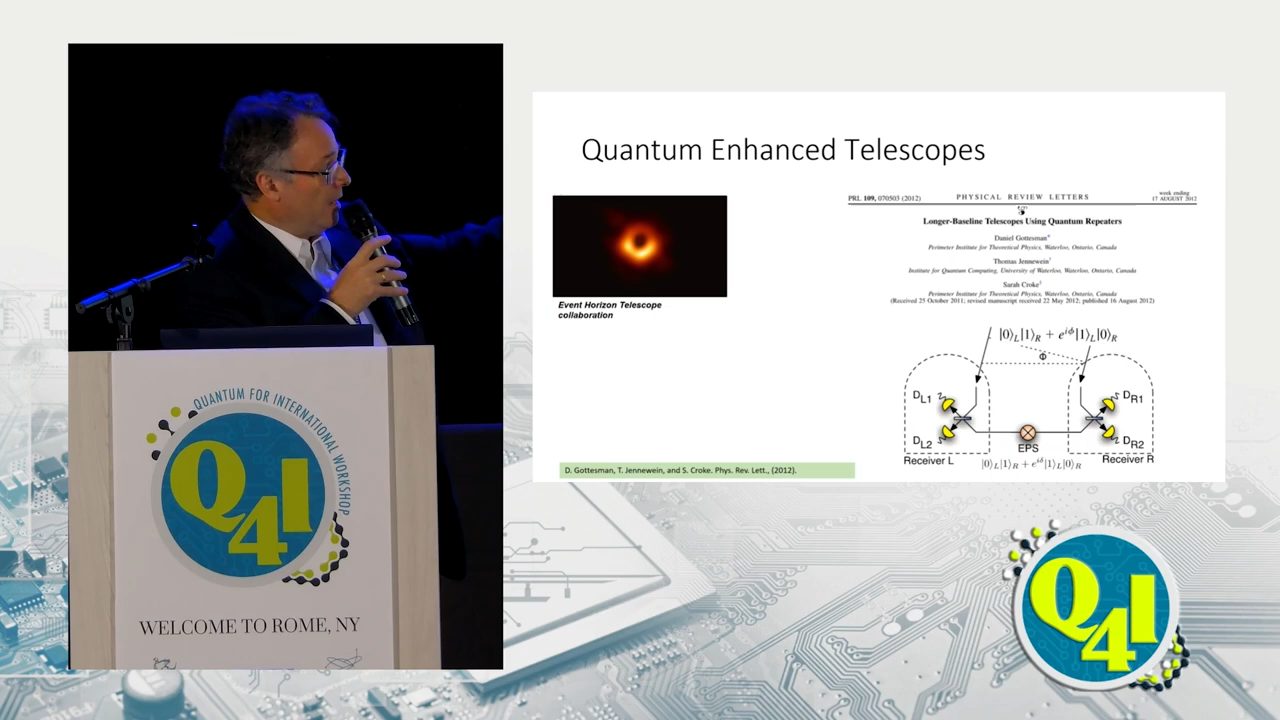 QUANTUM FOR INTERNATIONAL WORKSHOP
Q4I
WELCOME TO ROME, NY
Quantum Enhanced Telescopes
Event Horizon Telescope
collaboration
D. Gottesman, T. Jennewein, and S. Croke. Phys. Rev. Lett., (2012).
PRL 109, 070503 (2012)
PHYSICAL REVIEW LETTERS
week ending
17 AUGUST 2012
Longer-Baseline Telescopes Using Quantum Repeaters
Daniel Gottesman*
Perimeter Institute for Theoretical Physics, Waterloo, Ontario, Canada
Thomas Jennewein†
Institute for Quantum Computing, University of Waterloo, Waterloo, Ontario, Canada
Sarah Croke‡
Perimeter Institute for Theoretical Physics, Waterloo, Ontario, Canada
(Received 25 October 2011; revised manuscript received 22 May 2012; published 16 August 2012)
|0⟩L|1⟩R + e^{iϕ}|1⟩L|0⟩R
Φ
DL1
DR1
DL2
DR2
EPS
Receiver L
Receiver R
|0⟩L|1⟩R + e^{iδ}|1⟩L|0⟩R
Q4I